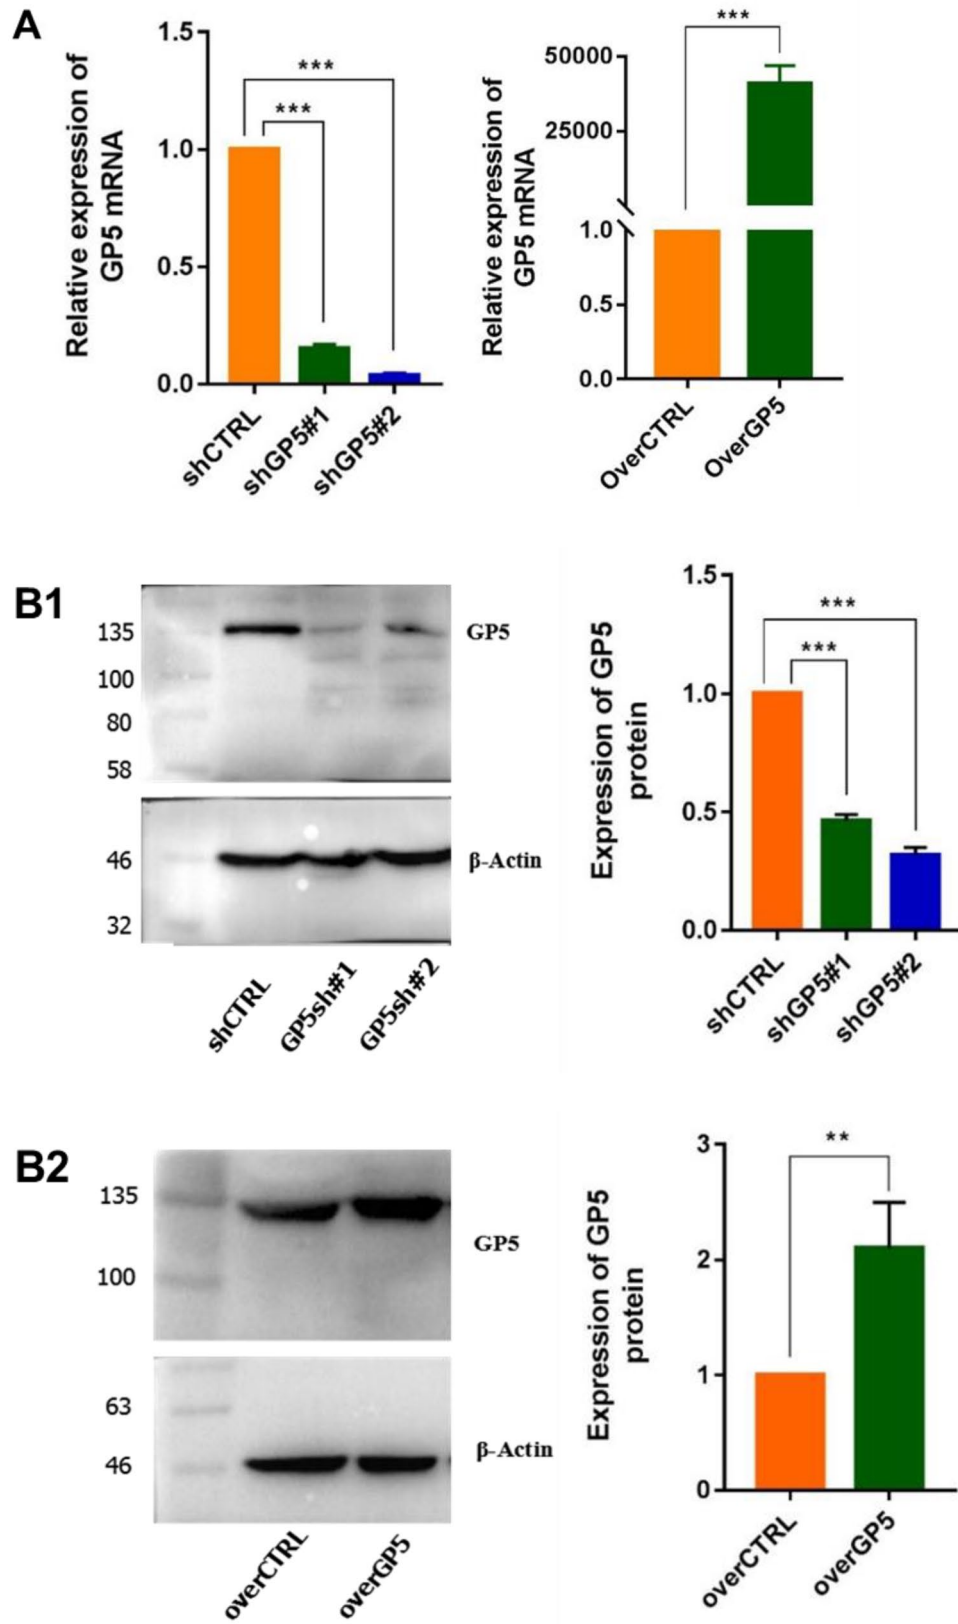 A
Relative expression of
GP5 mRNA
1.5
1.0
0.5
0.0
***
***
shCTRL
shGP5#1
shGP5#2
Relative expression of
GP5 mRNA
50000
25000
1.0
0.5
0.0
***
OverCTRL
OverGP5
B1
135
100
80
58
GP5
46
32
β-Actin
shCTRL
GP5sh#1
GP5sh#2
Expression of GP5
protein
1.5
1.0
0.5
0.0
***
***
shCTRL
shGP5#1
shGP5#2
B2
135
100
GP5
63
46
β-Actin
overCTRL
overGP5
Expression of GP5
protein
3
2
1
0
**
overCTRL
overGP5